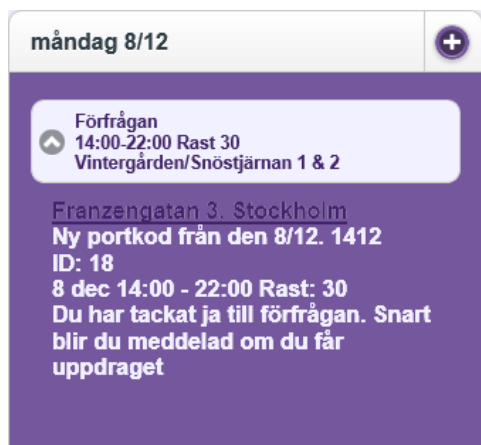 måndag 8/12
Förfrågan
14:00-22:00 Rast 30
Vintergården/Snöstjärnan 1 & 2
Franzengatan 3. Stockholm
Ny portkod från den 8/12. 1412
ID: 18
8 dec 14:00 - 22:00 Rast: 30
Du har tackat ja till förfrågan. Snart
blir du meddelad om du får
uppdraget